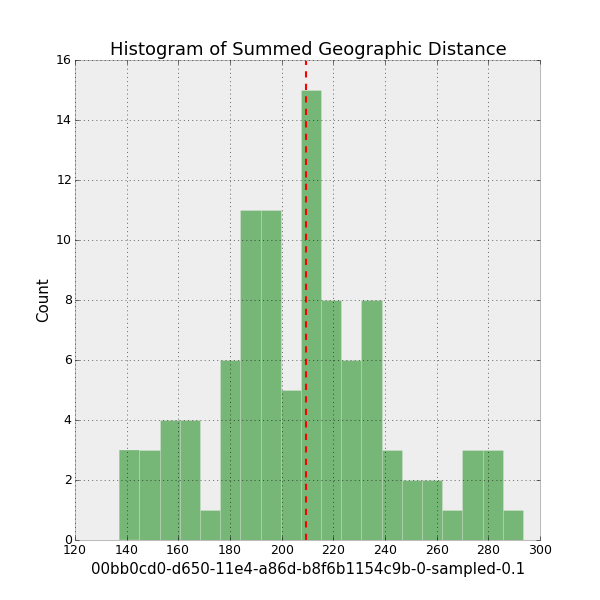 Histogram of Summed Geographic Distance
16
14
12
10
8
6
4
2
0
Count
120 140 160 180 200 220 240 260 280 300
00bb0cd0-d650-11e4-a86d-b8f6b1154c9b-0-sampled-0.1